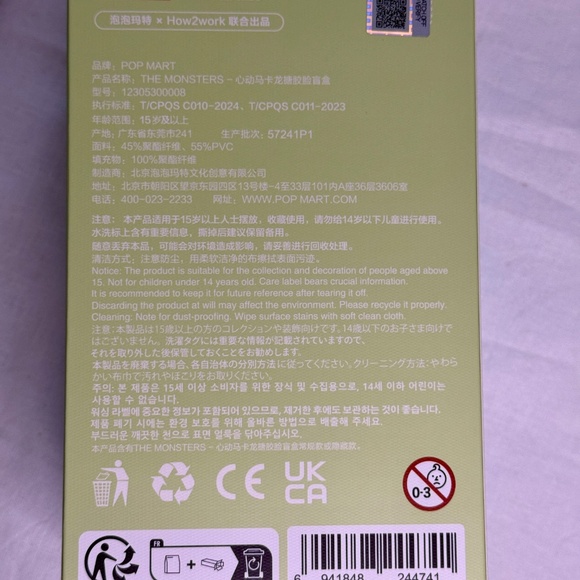 泡泡玛特 × How2work 联合出品
品牌：POP MART
产品名称：THE MONSTERS - 心动马卡龙搪胶脸盲盒
型号：12305300008
执行标准：T/CPQS C010-2024、T/CPQS C011-2023
年龄范围：15岁及以上
产地：广东省东莞市241 生产批次：57241P1
面料：45%聚酯纤维、55%PVC
填充物：100%聚酯纤维
制造商：北京泡泡玛特文化创意有限公司
地址：北京市朝阳区望京东园四区13号楼-4至33层101内A座36层3606室
电话：400-023-2233 网址：WWW.POP MART.COM
注意：本产品适用于15岁以上人士摆放、收藏使用，请勿给14岁以下儿童进行使用。
水洗标上含有重要信息，撕掉后建议保留备用。
随意丢弃本品，可能会对环境造成影响，请妥善进行回收处理。
清洁方式：注意防尘，用柔软洁净的布擦拭表面污迹。
Notice: The product is suitable for the collection and decoration of people aged above
15. Not for children under 14 years old. Care label bears crucial information.
It is recommended to keep it for future reference after tearing it off.
Discarding the product at will may affect the environment. Please recycle it properly.
Cleaning: Note for dust-proofing. Wipe surface stains with soft clean cloth.
注意：本製品は15歳以上の方のコレクションや装飾向けです。14歳以下のお子さま向けで
はございません。洗濯タグには重要な情報が記載されていますので、
それを取り外した後保管しておくことをお勧めします。
本製品を廃棄する場合、各自治体の分別方法に従ってください。クリーニング方法：やわら
かい布巾で汚れやほこりをお取りください。
주의: 본 제품은 15세 이상 소비자를 위한 장식 및 수집용으로, 14세 이하 어린이는
사용할 수 없습니다.
워싱 라벨에 중요한 정보가 포함되어 있으므로, 제거한 후에도 보관하는 것이 좋습니다.
제품 폐기 시에는 환경 보호를 위해 올바른 방법으로 배출해 주세요.
부드러운 깨끗한 천으로 표면 얼룩을 닦아주십시오.
本产品含有THE MONSTERS - 心动马卡龙搪胶脸盲盒常规款或隐藏款。
CE
UK
CA
0-3
FR
6 941848 244741